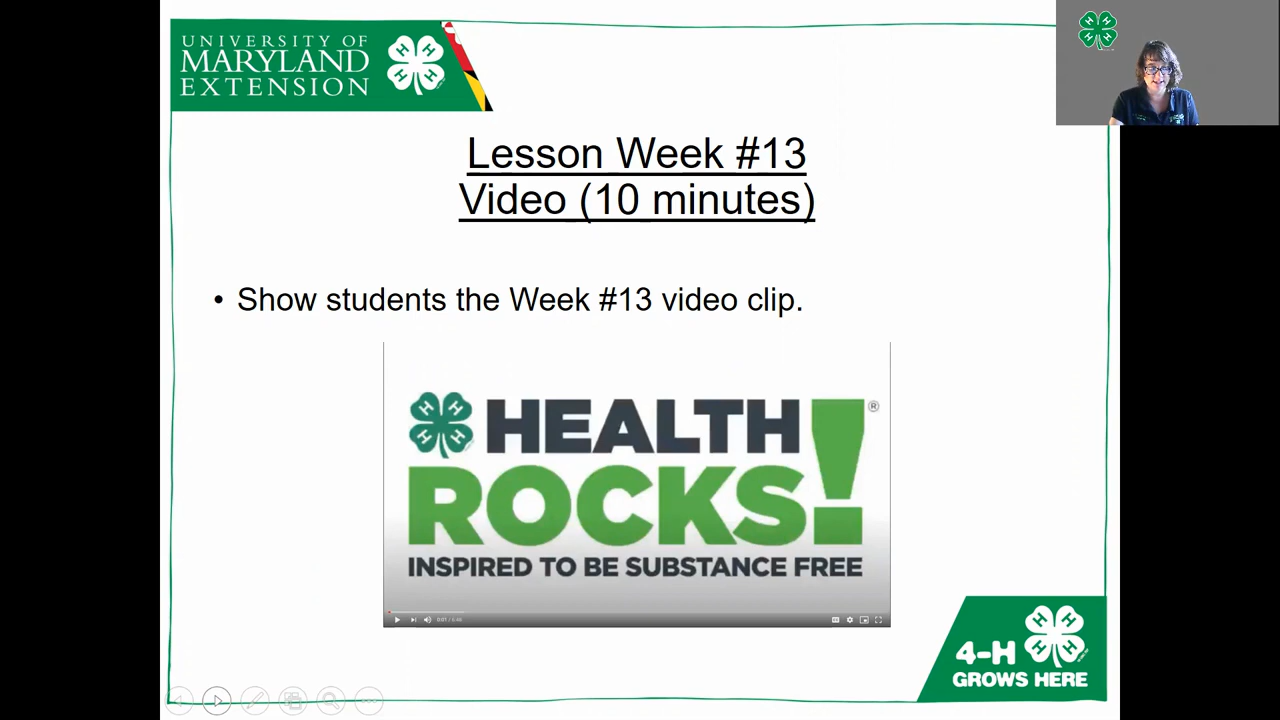 UNIVERSITY OF
MARYLAND
EXTENSION
H H
H H
Lesson Week #13
Video (10 minutes)
• Show students the Week #13 video clip.
HEALTH
ROCKS!®
INSPIRED TO BE SUBSTANCE FREE
4-H
GROWS HERE